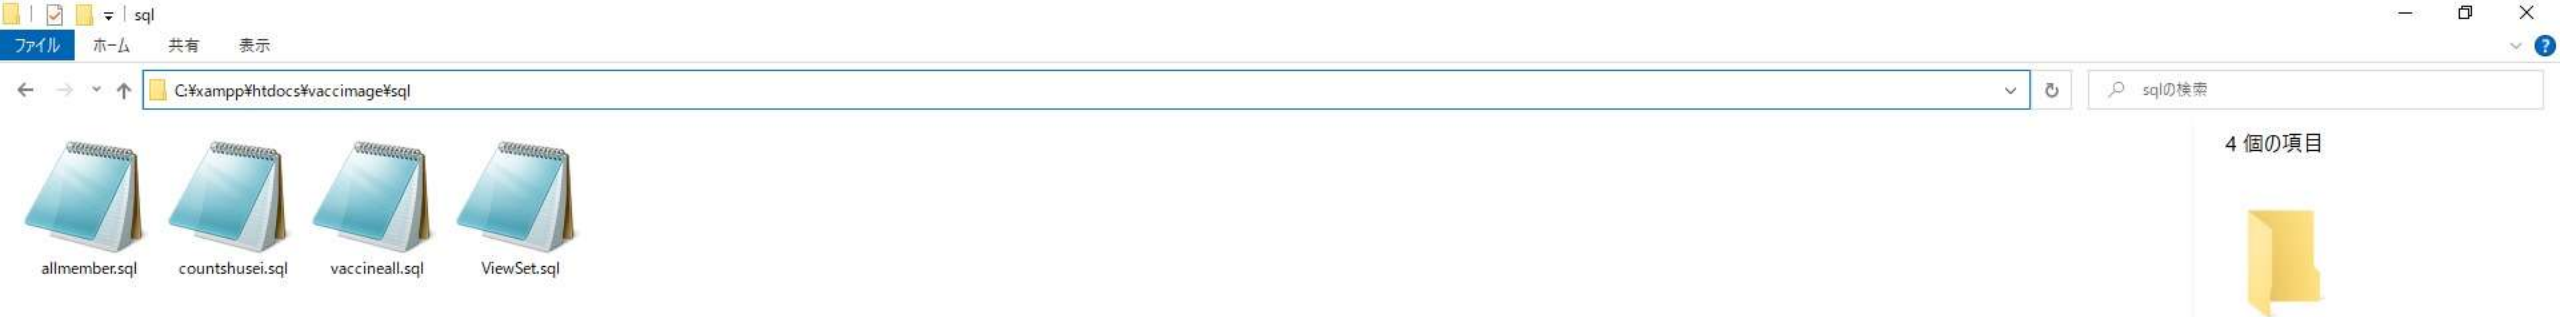 sql
ファイル ホーム 共有 表示
C:¥xampp¥htdocs¥vaccimage¥sql
sqlの検索
4 個の項目
allmember.sql countshusei.sql vaccineall.sql ViewSet.sql